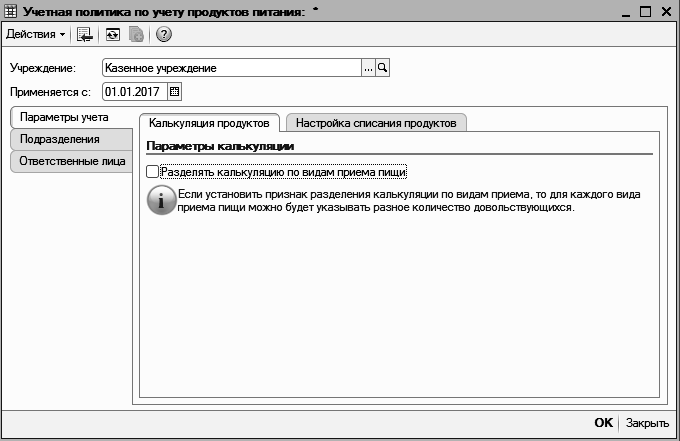 Учетная политика по учету продуктов питания: *
Действия
Учреждение: Казенное учреждение ...
Применяется с: 01.01.2017
Параметры учета
Подразделения
Ответственные лица
Калькуляция продуктов Настройка списания продуктов
Параметры калькуляции
Разделять калькуляцию по видам приема пищи
Если установить признак разделения калькуляции по видам приема, то для каждого вида
приема пищи можно будет указывать разное количество довольствующихся.
OK Закрыть